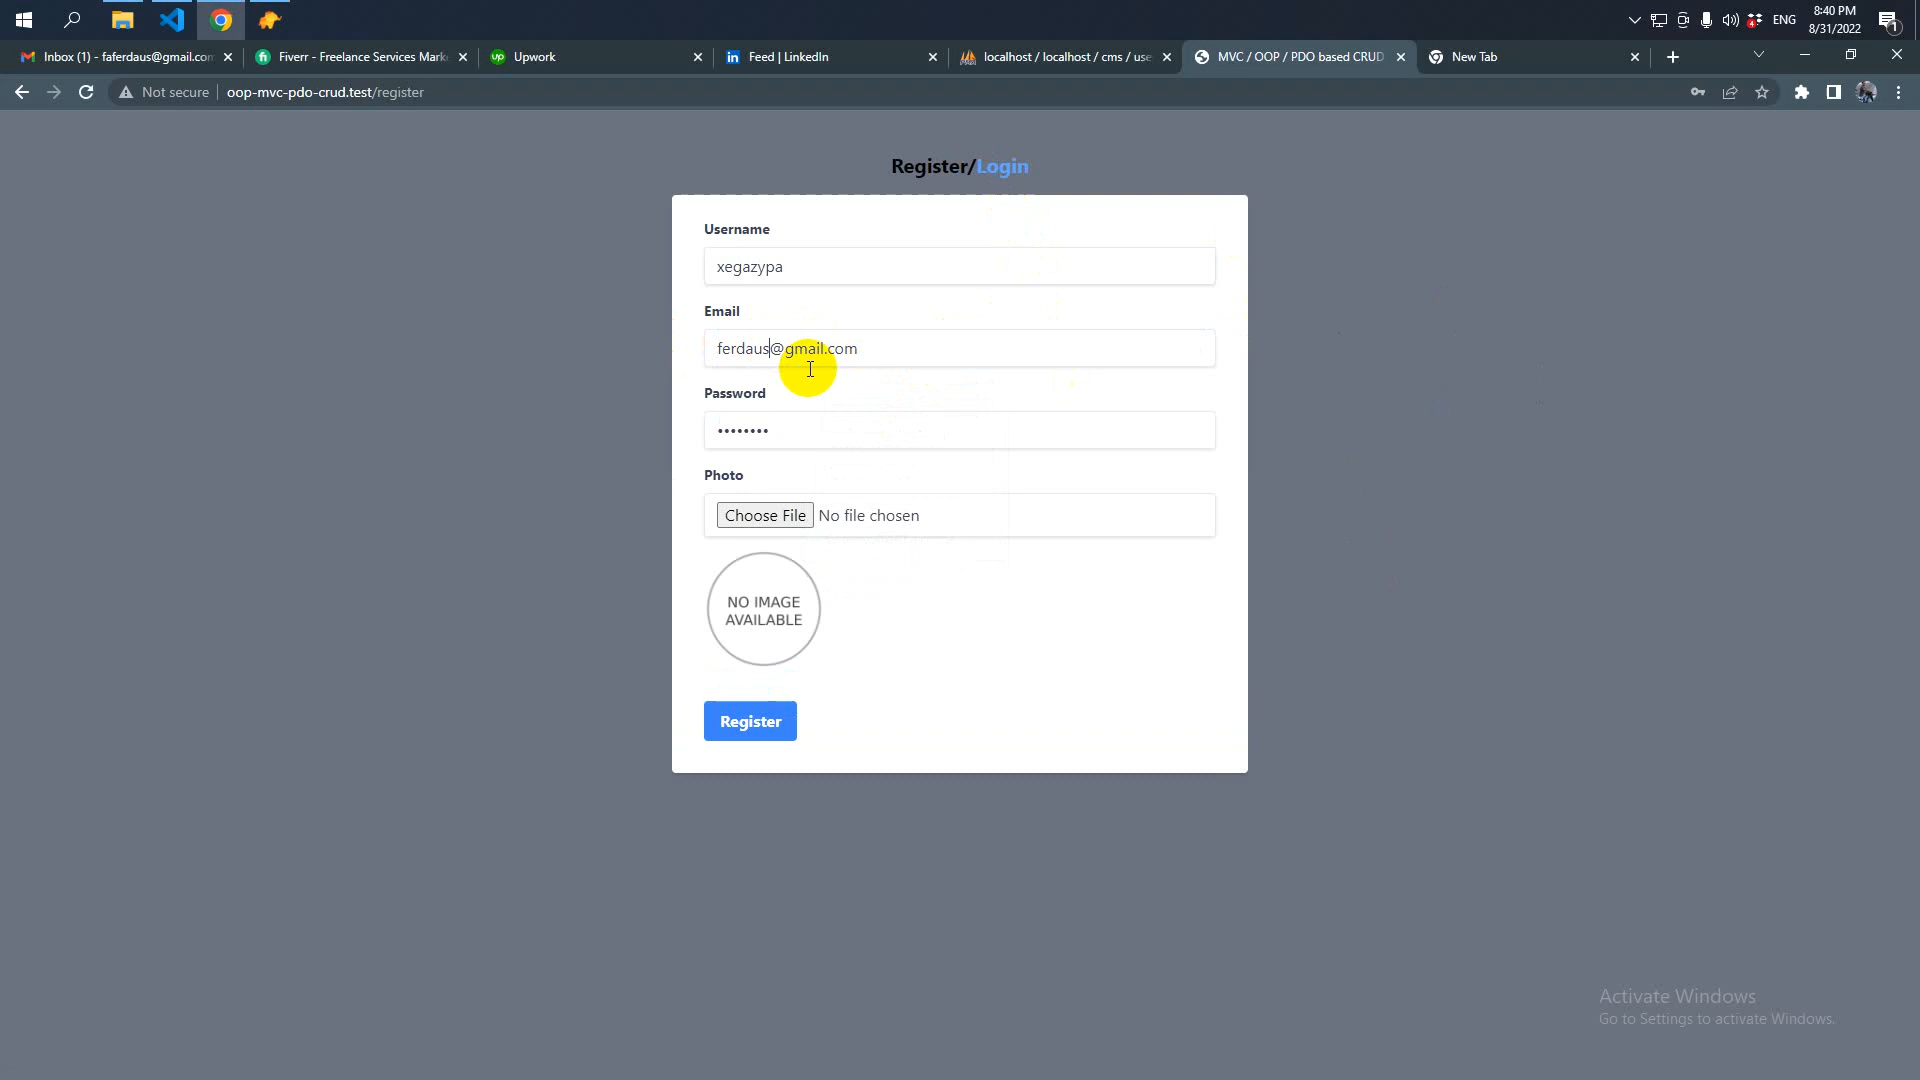 ENG
8:40 PM
8/31/2022
1
Inbox (1) - faferdaus@gmail.com
Fiverr - Freelance Services Marke
Upwork
Feed | LinkedIn
localhost / localhost / cms / use
MVC / OOP / PDO based CRUD
New Tab
Not secure
oop-mvc-pdo-crud.test/register
Register/Login
Username
xegazypa
Email
ferdaus@gmail.com
Password
••••••••
Photo
Choose File No file chosen
NO IMAGE
AVAILABLE
Register
Activate Windows
Go to Settings to activate Windows.